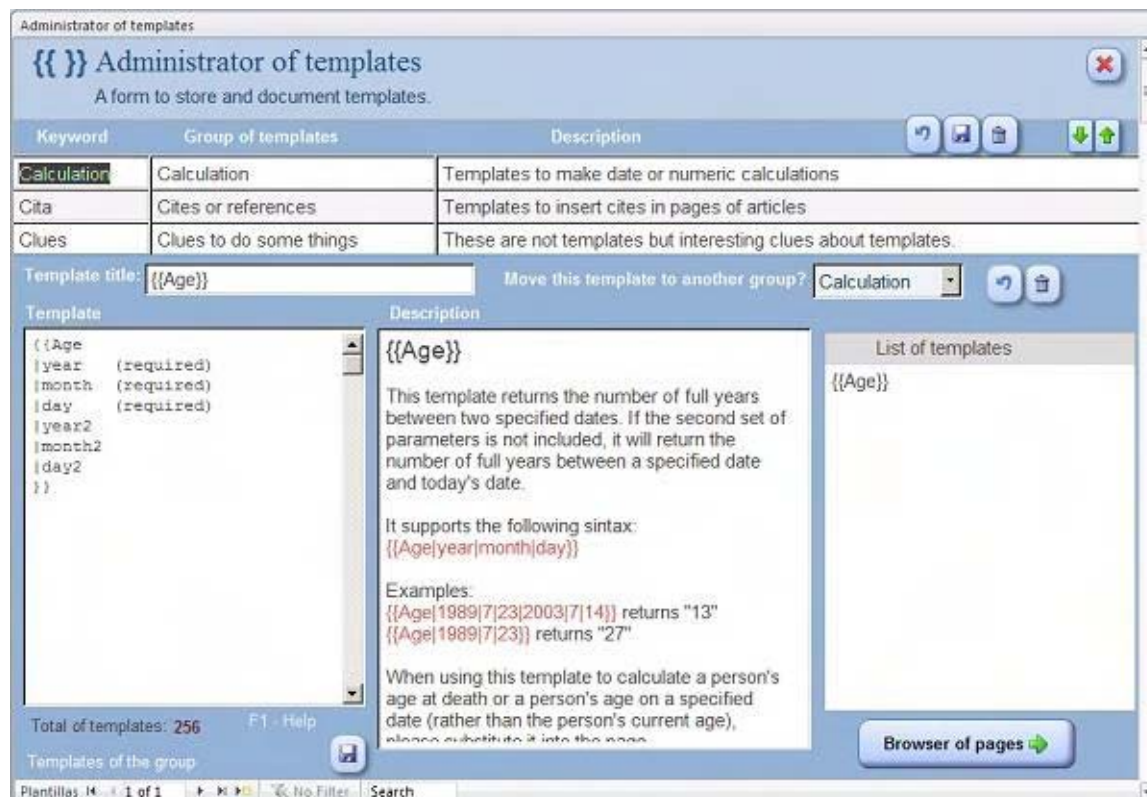 Administrator of templates
{{ }} Administrator of templates
A form to store and document templates.
Keyword Group of templates Description
Calculation Calculation Templates to make date or numeric calculations
Cita Cites or references Templates to insert cites in pages of articles
Clues Clues to do some things These are not templates but interesting clues about templates.
Template title: {{Age}} Move this template to another group? Calculation
Template
{{Age
|year (required)
|month (required)
|day (required)
|year2
|month2
|day2
}}
Description
{{Age}}
This template returns the number of full years
between two specified dates. If the second set of
parameters is not included, it will return the
number of full years between a specified date
and today's date.
It supports the following sintax:
{{Age|year|month|day}}
Examples:
{{Age|1989|7|23|2003|7|14}} returns "13"
{{Age|1989|7|23}} returns "27"
When using this template to calculate a person's
age at death or a person's age on a specified
date (rather than the person's current age),
please substitute it into the page
List of templates
{{Age}}
Total of templates: 256 F1 - Help
Templates of the group
Browser of pages
Plantillas 1 of 1 No Filter Search